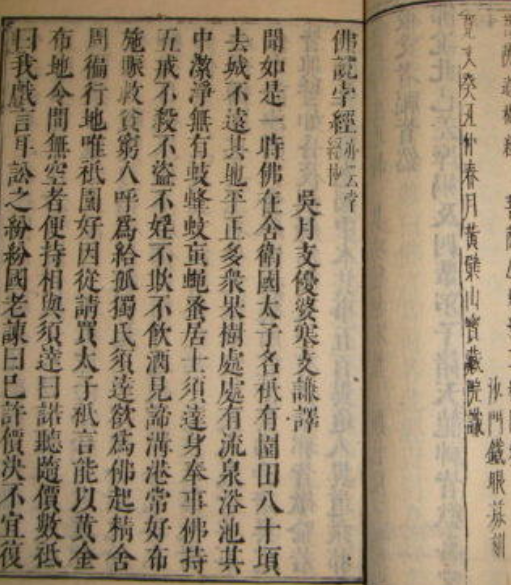 沙門鐵眼募刻
寬文癸丑仲春月黃檗山寶藏院識
佛說孛經亦云孛經抄
吳月支優婆塞支謙譯
聞如是一時佛在舍衛國太子名祇有園田八十頃
去城不遠其地平正多衆果樹處處有流泉浴池其
中潔淨無有蚑蜂蚊虻蠅蚤居士須達身奉事佛持
五戒不殺不盜不婬不欺不飲酒見諦溝港常好布
施賑救貧窮人呼爲給孤獨氏須達欲爲佛起精舍
周徧行地唯祇園好因從請買太子祇言能以黃金
布地令間無空者便持相與須達曰諾聽隨價數祇
曰我戲言耳訟之紛紛國老諫曰已許價決不宜復